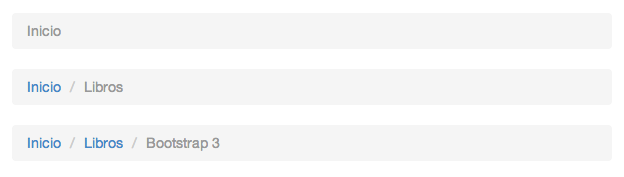 Inicio
Inicio / Libros
Inicio / Libros / Bootstrap 3